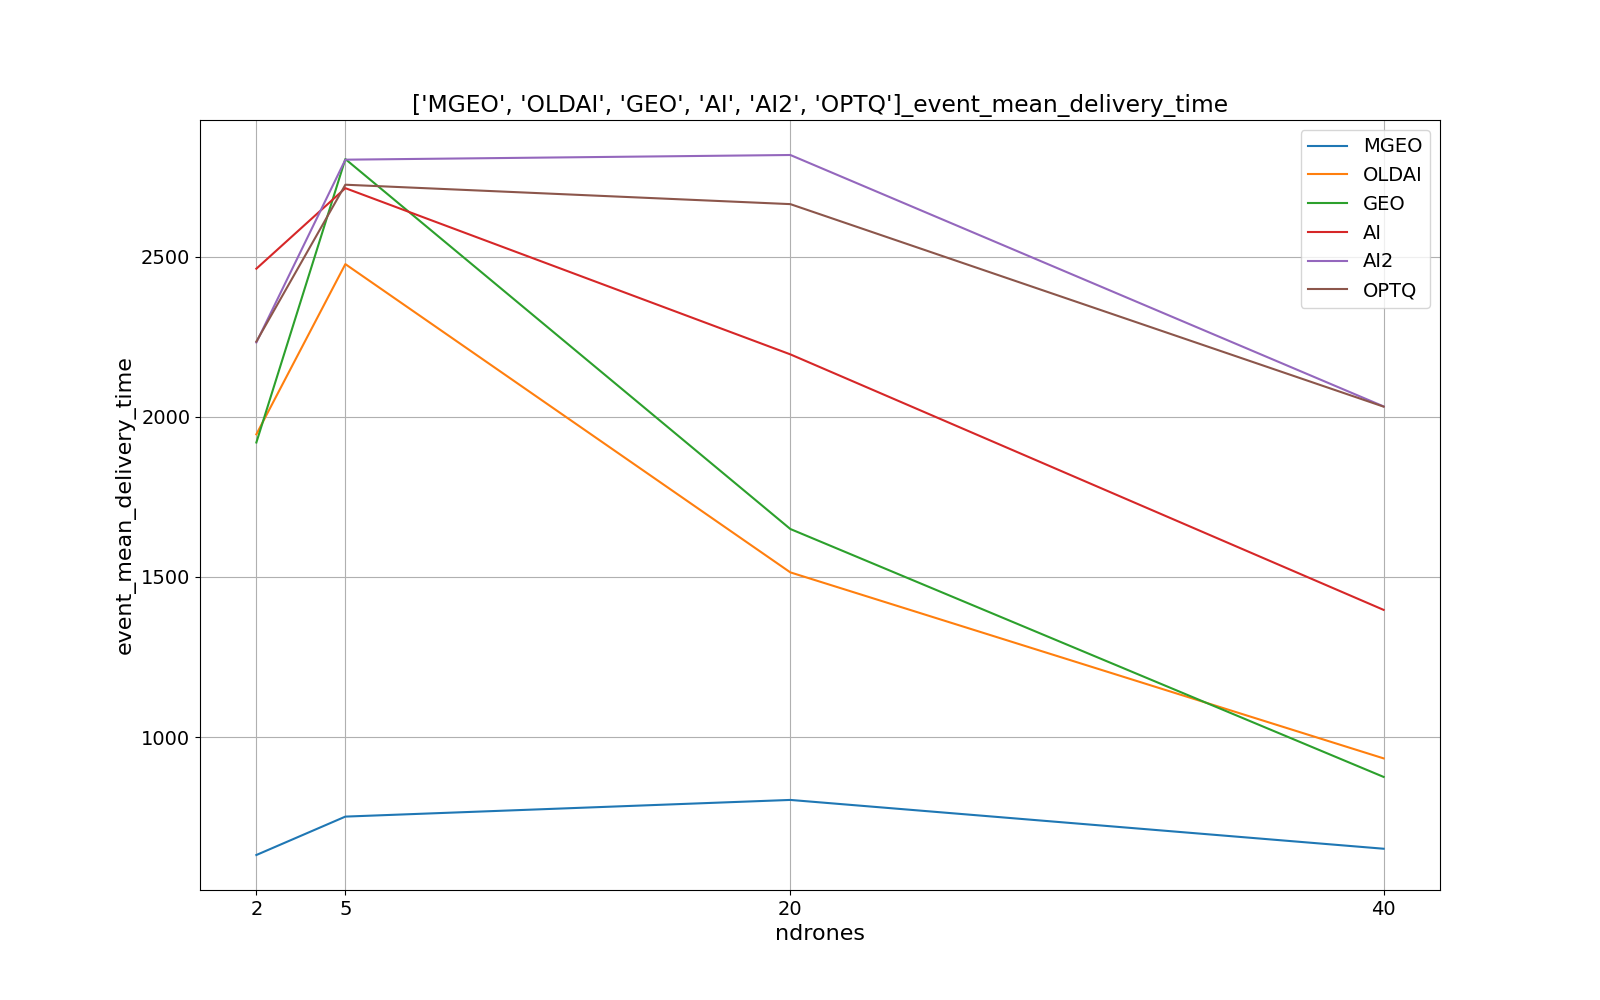 ['MGEO', 'OLDAI', 'GEO', 'AI', 'AI2', 'OPTQ']_event_mean_delivery_time
MGEO
OLDAI
GEO
AI
AI2
OPTQ
event_mean_delivery_time
2500
2000
1500
1000
2 5 20 40
ndrones